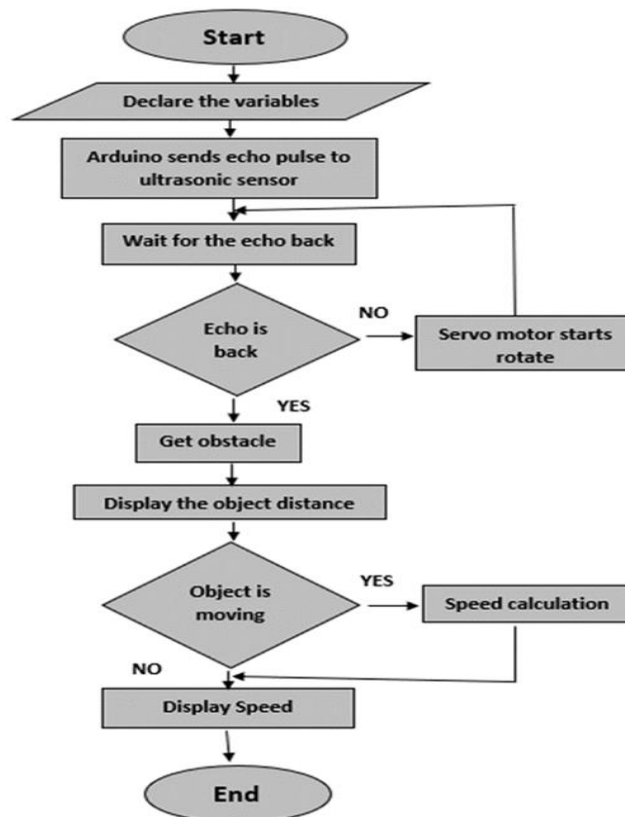 Start
Declare the variables
Arduino sends echo pulse to
ultrasonic sensor
Wait for the echo back
Echo is
back
NO
Servo motor starts
rotate
YES
Get obstacle
Display the object distance
Object is
moving
YES
Speed calculation
NO
Display Speed
End